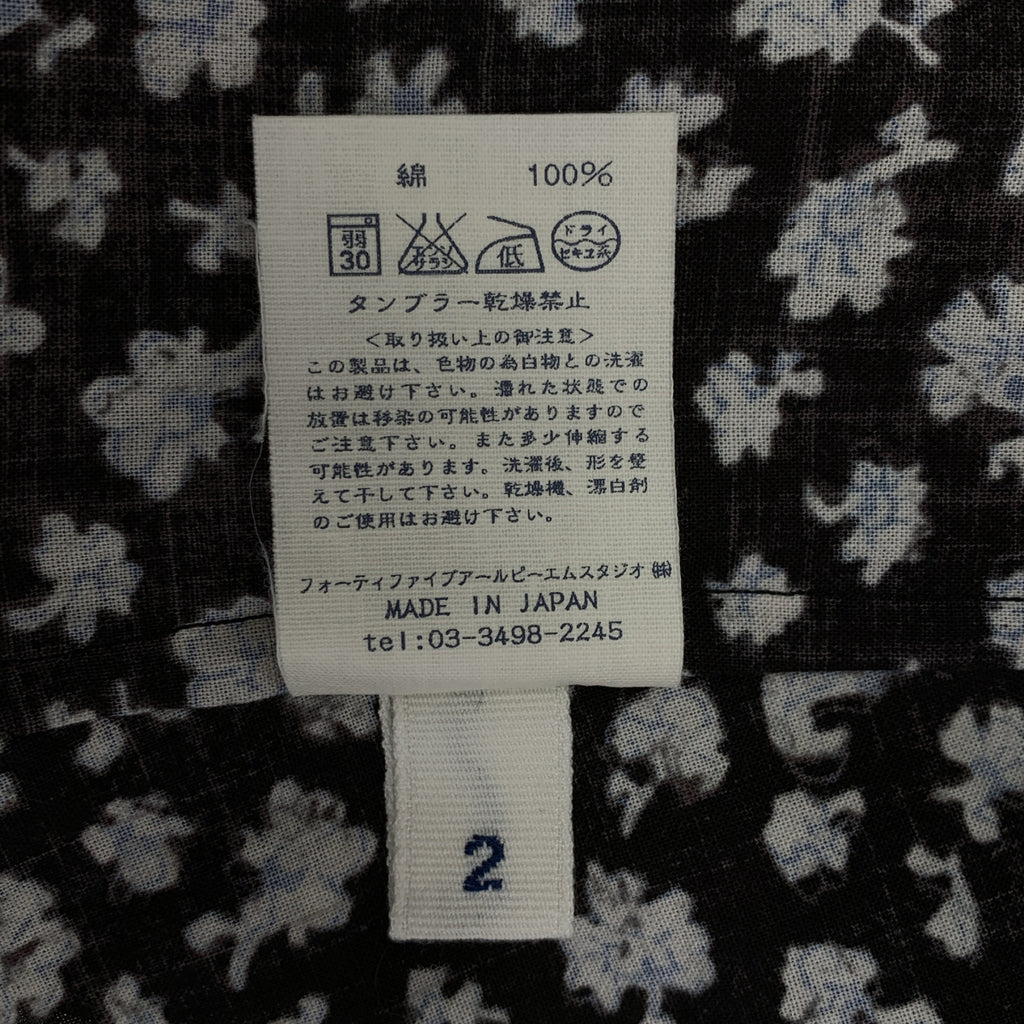 綿 100%
弱 30 エンソサラシ 低 ドライ セキユ系
タンブラー乾燥禁止
<取り扱い上の御注意>
この製品は、色物の為白物との洗濯
はお避け下さい。濡れた状態での
放置は移染の可能性がありますので
ご注意下さい。また多少伸縮する
可能性があります。洗濯後、形を整
えて干して下さい。乾燥機、漂白剤
のご使用はお避け下さい。
フォーティファイブアールピーエムスタジオ㈱
MADE IN JAPAN
tel:03-3498-2245
2